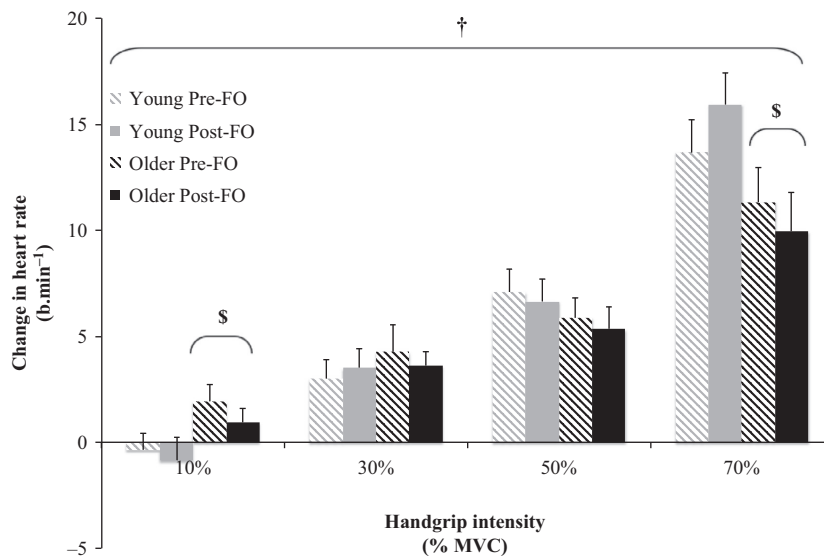 20
†
15
10
5
0
–5
Change in heart rate
(b.min⁻¹)
Young Pre-FO
Young Post-FO
Older Pre-FO
Older Post-FO
$
$
10%
30%
50%
70%
Handgrip intensity
(% MVC)